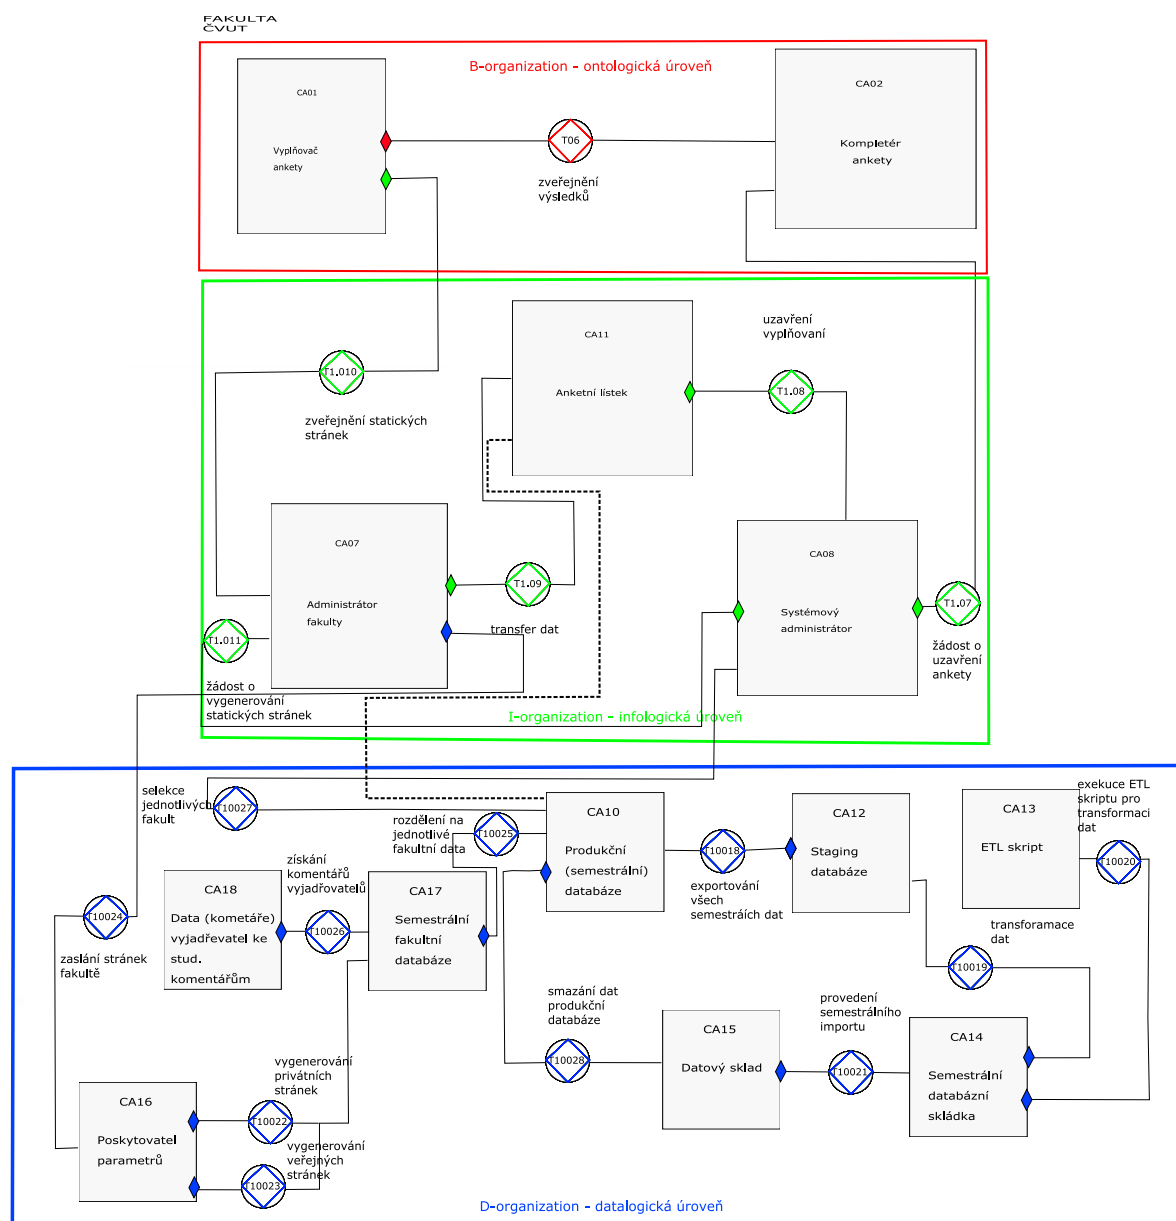 FAKULTA
ČVUT
B-organization - ontologická úroveň
CA01
Vyplňovač
ankety
T06
zveřejnění
výsledků
CA02
Kompletér
ankety
CA11
Anketní lístek
uzavření
vyplňovaní
T1.08
T1.010
zveřejnění statických
stránek
CA07
Administrátor
fakulty
T1.09
transfer dat
CA08
Systémový
administrátor
T1.07
žádost o
uzavření
ankety
T1.011
žádost o
vygenerování
statických stránek
I-organization - infologická úroveň
selekce
jednotlivých
fakult
T10027
rozdělení na
jednotlivé
fakultní data
T10025
CA10
Produkční
(semestrální)
databáze
T10018
exportování
všech
semestráích dat
CA12
Staging
databáze
CA13
ETL skript
exekuce ETL
skriptu pro
transformaci
dat
T10020
získání
komentářů
vyjadřovatelů
CA18
Data (kometáře)
vyjadřevatel ke
stud.
komentářům
T10026
CA17
Semestrální
fakultní
databáze
T10024
zaslání stránek
fakultě
transforamace
dat
T10019
smazání dat
produkční
databáze
T10028
CA15
Datový sklad
provedení
semestrálního
importu
T10021
CA14
Semestrální
databázní
skládka
vygenerování
privátních
stránek
CA16
Poskytovatel
parametrů
T10022
vygenerování
veřejných
stránek
T10023
D-organization - datalogická úroveň